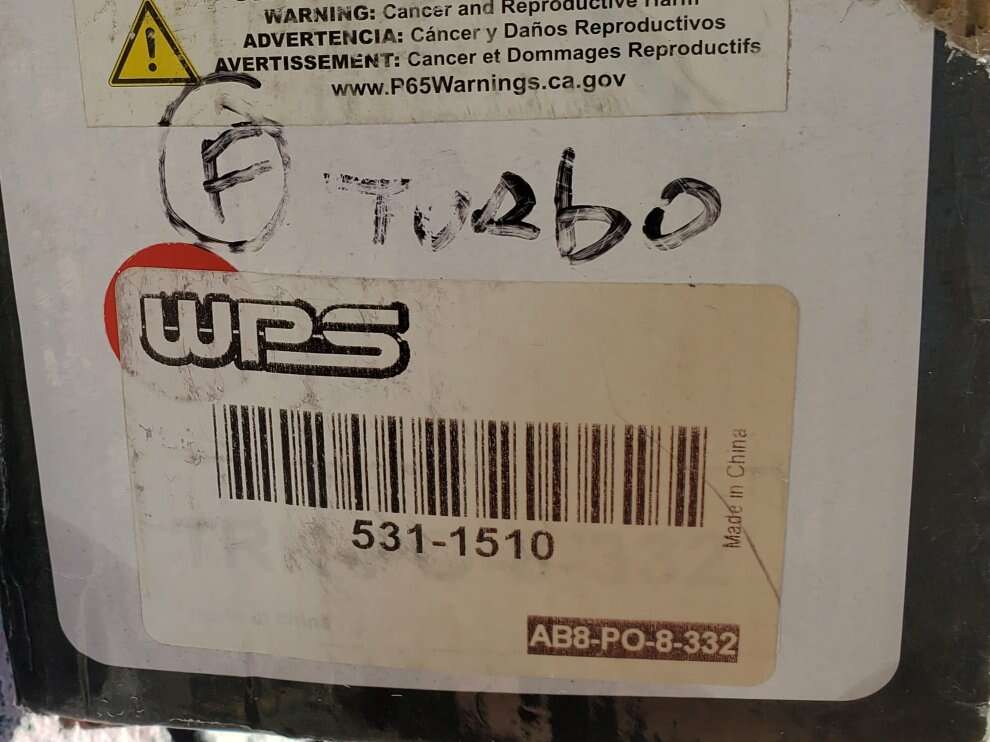 WARNING: Cancer and Reproductive Harm
ADVERTENCIA: Cáncer y Daños Reproductivos
AVERTISSEMENT: Cancer et Dommages Reproductifs
www.P65Warnings.ca.gov
F TURbO
WPS
Made in China
531-1510
AB8-PO-8-332